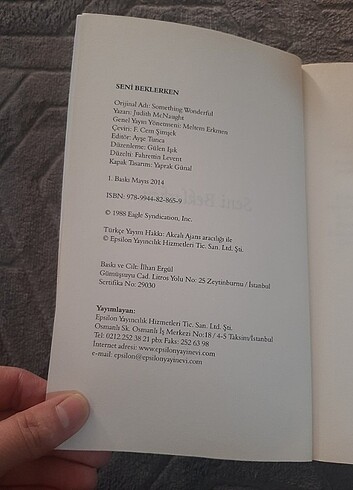 SENİ BEKLERKEN
Orijinal Adı: Something Wonderful
Yazarı: Judith McNaught
Genel Yayın Yönetmeni: Meltem Erkmen
Çeviri: F. Cem Şimşek
Editör: Ayşe Tunca
Düzenleme: Gülen Işık
Düzelti: Fahrettin Levent
Kapak Tasarım: Yaprak Günal
1. Baskı Mayıs 2014
ISBN: 978-9944-82-865-9
© 1988 Eagle Syndication, Inc.
Türkçe Yayım Hakkı: Akcalı Ajans aracılığı ile
© Epsilon Yayıncılık Hizmetleri Tic. San. Ltd. Şti.
Baskı ve Cilt: İlhan Ergül
Gümüşsuyu Cad. Litros Yolu No: 25 Zeytinburnu / İstanbul
Sertifika No: 29030
Yayımlayan:
Epsilon Yayıncılık Hizmetleri Tic. San. Ltd. Şti.
Osmanlı Sk. Osmanlı İş Merkezi No:18 / 4-5 Taksim/İstanbul
Tel: 0212.252 38 21 pbx Faks: 252 63 98
İnternet adresi: www.epsilonyayinevi.com
e-mail: epsilon@epsilonyayinevi.com